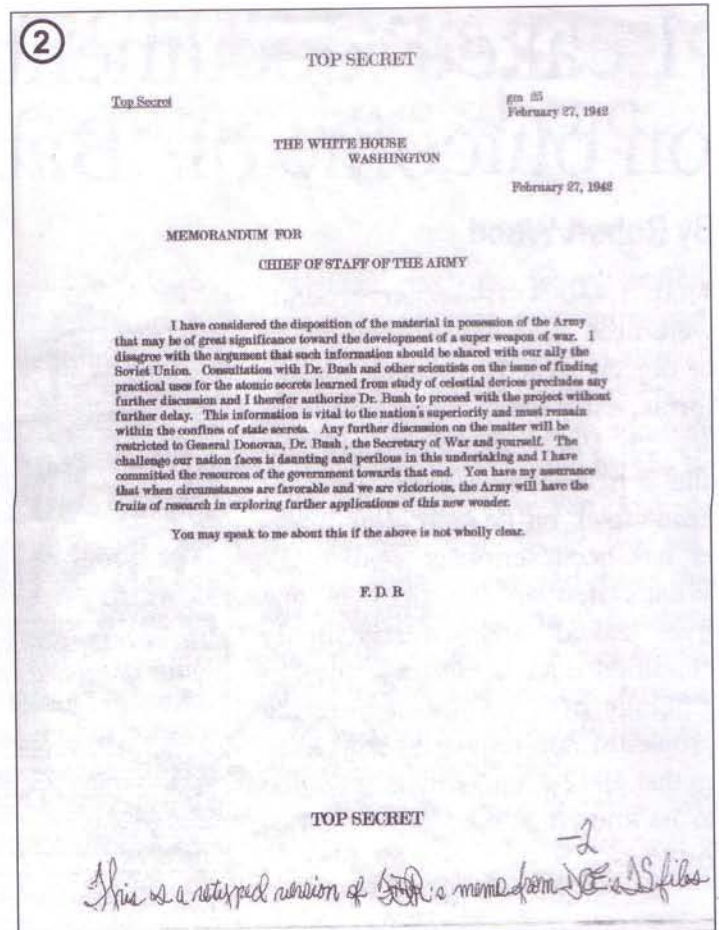 2
TOP SECRET
Top Secret
gm 25
February 27, 1942
THE WHITE HOUSE
WASHINGTON
February 27, 1942
MEMORANDUM FOR
CHIEF OF STAFF OF THE ARMY
I have considered the disposition of the material in possession of the Army
that may be of great significance toward the development of a super weapon of war. I
disagree with the argument that such information should be shared with our ally the
Soviet Union. Consultation with Dr. Bush and other scientists on the issue of finding
practical uses for the atomic secrets learned from study of celestial devices precludes any
further discussion and I therefor authorize Dr. Bush to proceed with the project without
further delay. This information is vital to the nation's superiority and must remain
within the confines of state secrets. Any further discussion on the matter will be
restricted to General Donovan, Dr. Bush , the Secretary of War and yourself. The
challenge our nation faces is daunting and perilous in this undertaking and I have
committed the resources of the government towards that end. You have my assurance
that when circumstances are favorable and we are victorious, the Army will have the
fruits of research in exploring further applications of this new wonder.
You may speak to me about this if the above is not wholly clear.
F. D. R.
TOP SECRET
-2
This is a retyped version of FDR's memo from files